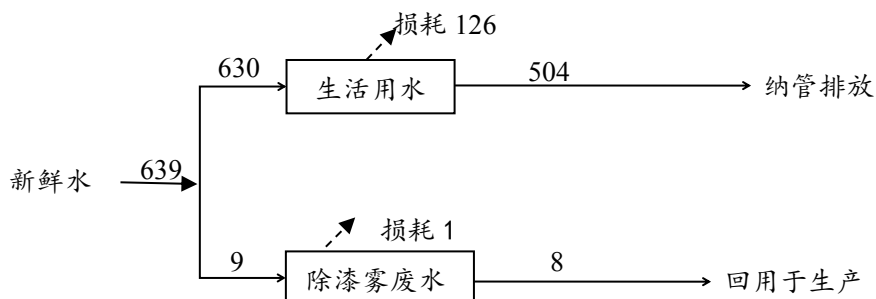 损耗 126
630
生活用水
504
纳管排放
新鲜水
639
损耗 1
9
除漆雾废水
8
回用于生产